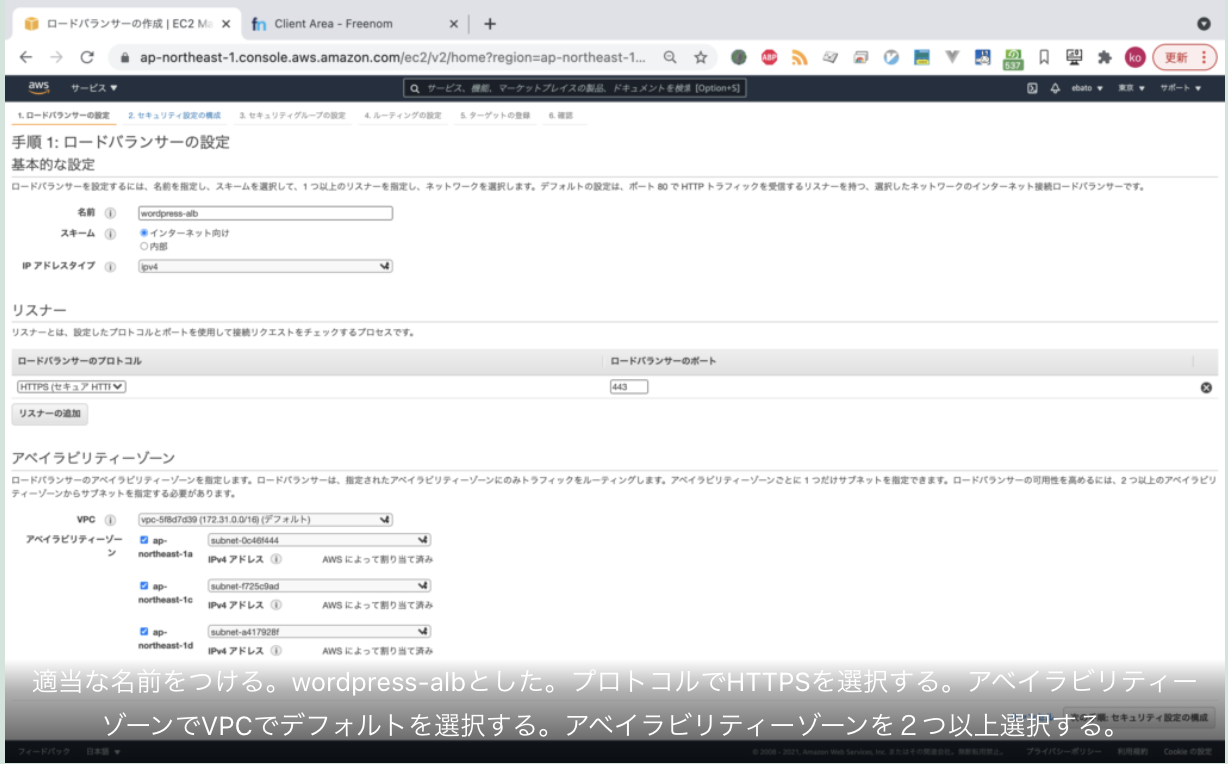 ロードバランサーの作成 | EC2 Ma
Client Area - Freenom
ap-northeast-1.console.aws.amazon.com/ec2/v2/home?region=ap-northeast-1...
ABP
537
ko
更新
aws
サービス
サービス、機能、マーケットプレイスの製品、ドキュメントを検索 [Option+S]
ebato
東京
サポート
1. ロードバランサーの設定 2. セキュリティ設定の構成 3. セキュリティグループの設定 4. ルーティングの設定 5. ターゲットの登録 6. 確認
手順 1: ロードバランサーの設定
基本的な設定
ロードバランサーを設定するには、名前を指定し、スキームを選択して、1 つ以上のリスナーを指定し、ネットワークを選択します。デフォルトの設定は、ポート 80 で HTTP トラフィックを受信するリスナーを持つ、選択したネットワークのインターネット接続ロードバランサーです。
名前 wordpress-alb
スキーム インターネット向け
内部
IP アドレスタイプ ipv4
リスナー
リスナーとは、設定したプロトコルとポートを使用して接続リクエストをチェックするプロセスです。
ロードバランサーのプロトコル ロードバランサーのポート
HTTPS (セキュア HTTI 443
リスナーの追加
アベイラビリティーゾーン
ロードバランサーのアベイラビリティーゾーンを指定します。ロードバランサーは、指定されたアベイラビリティーゾーンにのみトラフィックをルーティングします。アベイラビリティーゾーンごとに 1 つだけサブネットを指定できます。ロードバランサーの可用性を高めるには、2 つ以上のアベイラビリ
ティーゾーンからサブネットを指定する必要があります。
VPC vpc-5f8d7d39 (172.31.0.0/16) (デフォルト)
アベイラビリティーゾー ap- subnet-0c46f444
ン northeast-1a IPv4 アドレス AWS によって割り当て済み
ap- subnet-f725c9ad
northeast-1c IPv4 アドレス AWS によって割り当て済み
ap- subnet-a417928f
northeast-1d IPv4 アドレス AWS によって割り当て済み
適当な名前をつける。wordpress-albとした。プロトコルでHTTPSを選択する。アベイラビリティー
ゾーンでVPCでデフォルトを選択する。アベイラビリティーゾーンを２つ以上選択する。
順: セキュリティ設定の構成
フィードバック 日本語 © 2008 - 2021, Amazon Web Services, Inc. またはその関連会社。無断転用禁止。 プライバシーポリシー 利用規約 Cookie の設定